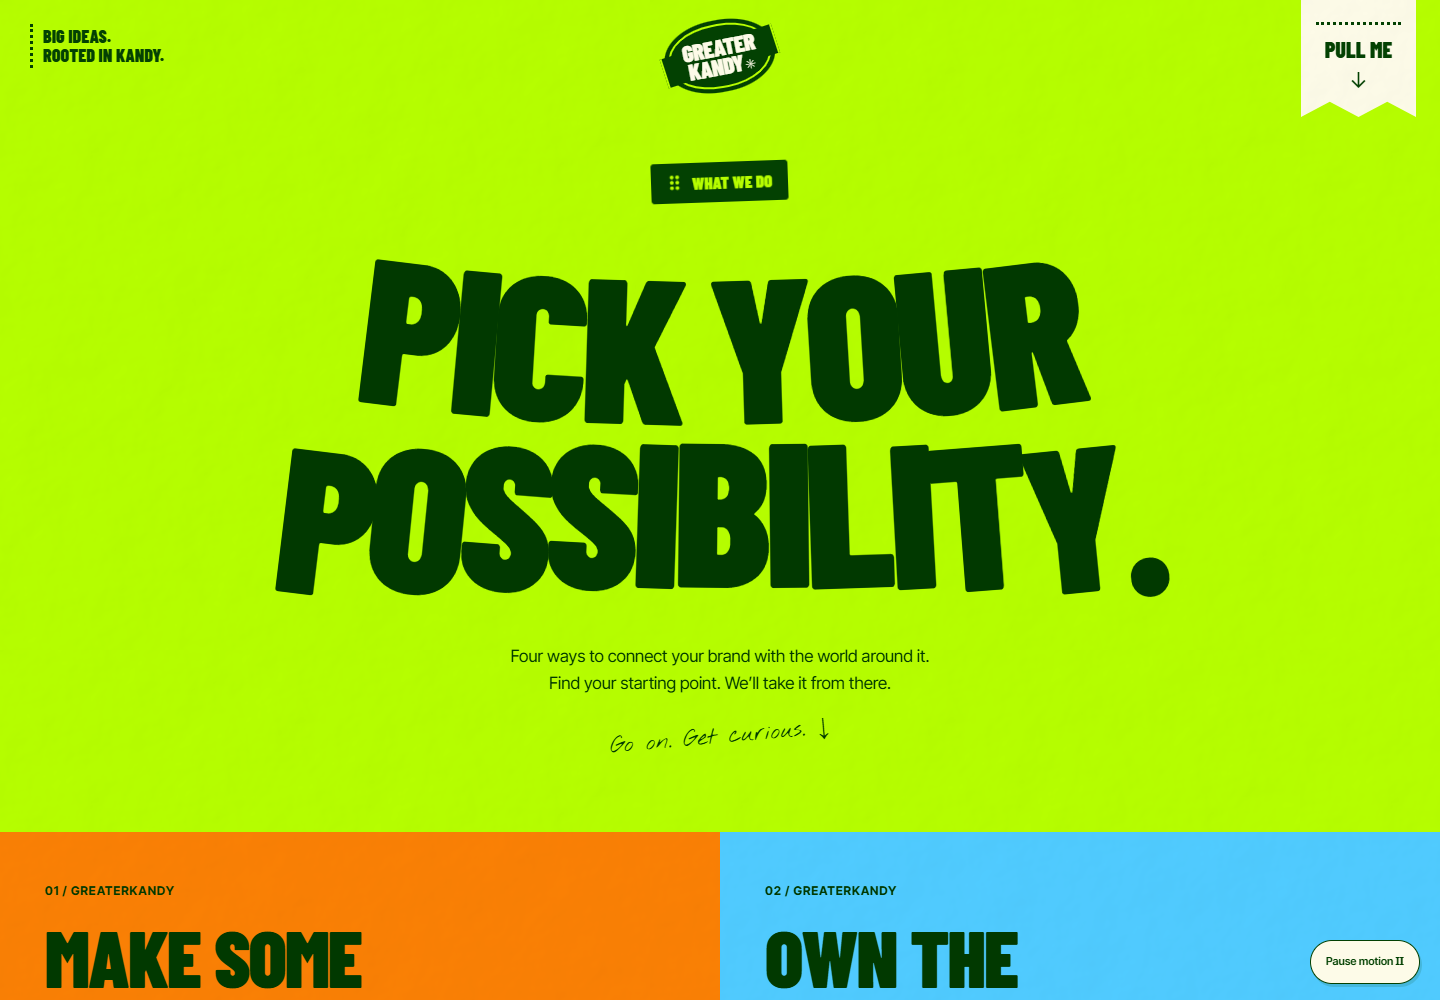 BIG IDEAS.
ROOTED IN KANDY.
GREATER
KANDY
PULL ME
↓
WHAT WE DO
PICK YOUR
POSSIBILITY.
Four ways to connect your brand with the world around it.
Find your starting point. We’ll take it from there.
Go on. Get curious. ↓
01 / GREATERKANDY
MAKE SOME
02 / GREATERKANDY
OWN THE
Pause motion II